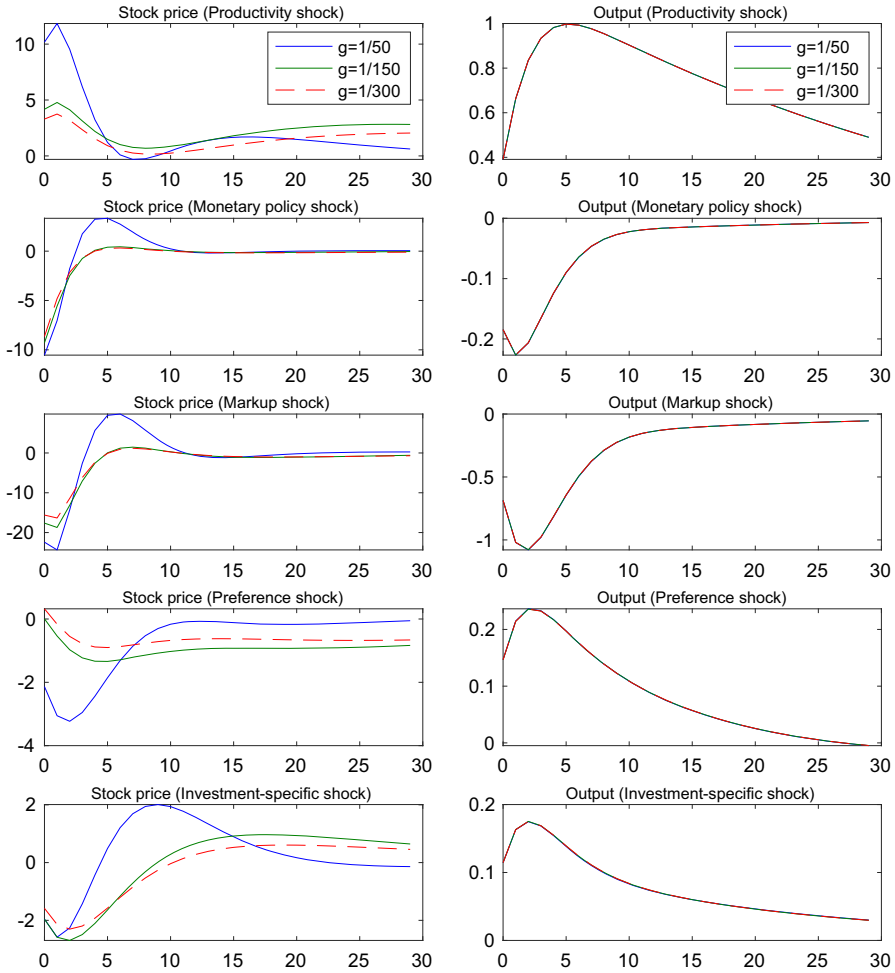 Stock price (Productivity shock)
10
5
0
g=1/50
g=1/150
g=1/300
0 5 10 15 20 25 30
Output (Productivity shock)
1
0.8
0.6
0.4
g=1/50
g=1/150
g=1/300
0 5 10 15 20 25 30
Stock price (Monetary policy shock)
0
-5
-10
0 5 10 15 20 25 30
Output (Monetary policy shock)
0
-0.1
-0.2
0 5 10 15 20 25 30
Stock price (Markup shock)
0
-10
-20
0 5 10 15 20 25 30
Output (Markup shock)
0
-0.5
-1
0 5 10 15 20 25 30
Stock price (Preference shock)
0
-2
-4
0 5 10 15 20 25 30
Output (Preference shock)
0.2
0.1
0
0 5 10 15 20 25 30
Stock price (Investment-specific shock)
2
0
-2
0 5 10 15 20 25 30
Output (Investment-specific shock)
0.2
0.1
0
0 5 10 15 20 25 30